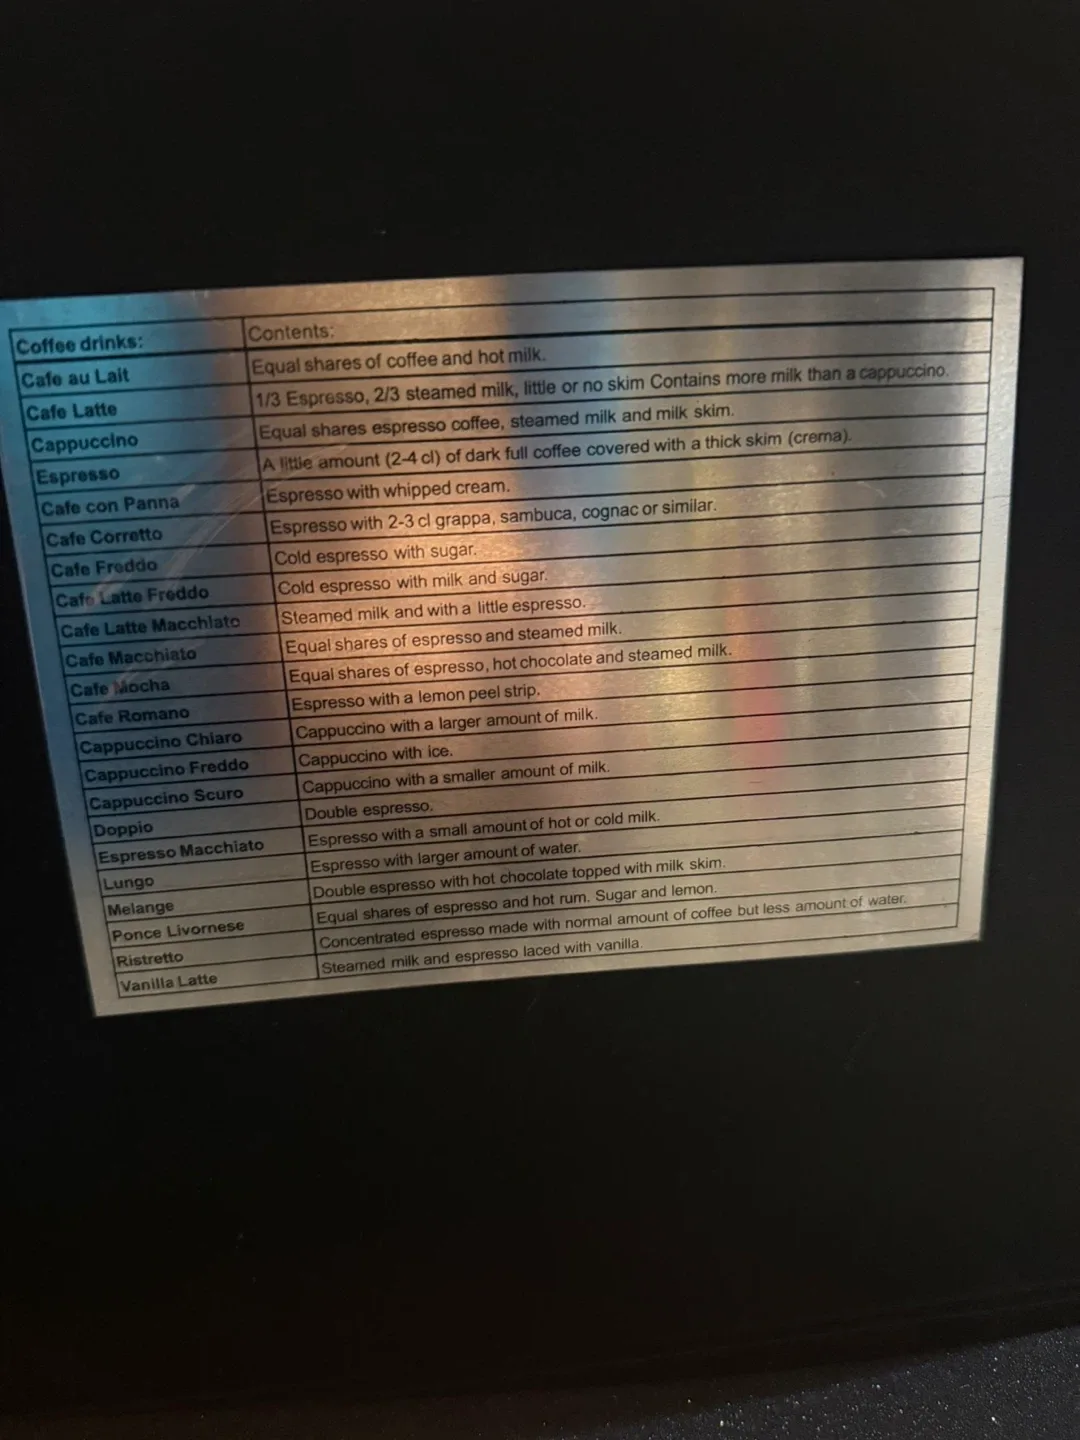 Coffee drinks: Contents:
Cafe au Lait Equal shares of coffee and hot milk.
Cafe Latte 1/3 Espresso, 2/3 steamed milk, little or no skim Contains more milk than a cappuccino.
Cappuccino Equal shares espresso coffee, steamed milk and milk skim.
Espresso A little amount (2-4 cl) of dark full coffee covered with a thick skim (crema).
Cafe con Panna Espresso with whipped cream.
Cafe Corretto Espresso with 2-3 cl grappa, sambuca, cognac or similar.
Cafe Freddo Cold espresso with sugar.
Cafe Latte Freddo Cold espresso with milk and sugar.
Cafe Latte Macchiato Steamed milk and with a little espresso.
Cafe Macchiato Equal shares of espresso and steamed milk.
Cafe Mocha Equal shares of espresso, hot chocolate and steamed milk.
Cafe Romano Espresso with a lemon peel strip.
Cappuccino Chiaro Cappuccino with a larger amount of milk.
Cappuccino Freddo Cappuccino with ice.
Cappuccino Scuro Cappuccino with a smaller amount of milk.
Doppio Double espresso.
Espresso Macchiato Espresso with a small amount of hot or cold milk.
Lungo Espresso with larger amount of water.
Melange Double espresso with hot chocolate topped with milk skim.
Ponce Livornese Equal shares of espresso and hot rum. Sugar and lemon.
Ristretto Concentrated espresso made with normal amount of coffee but less amount of water.
Vanilla Latte Steamed milk and espresso laced with vanilla.